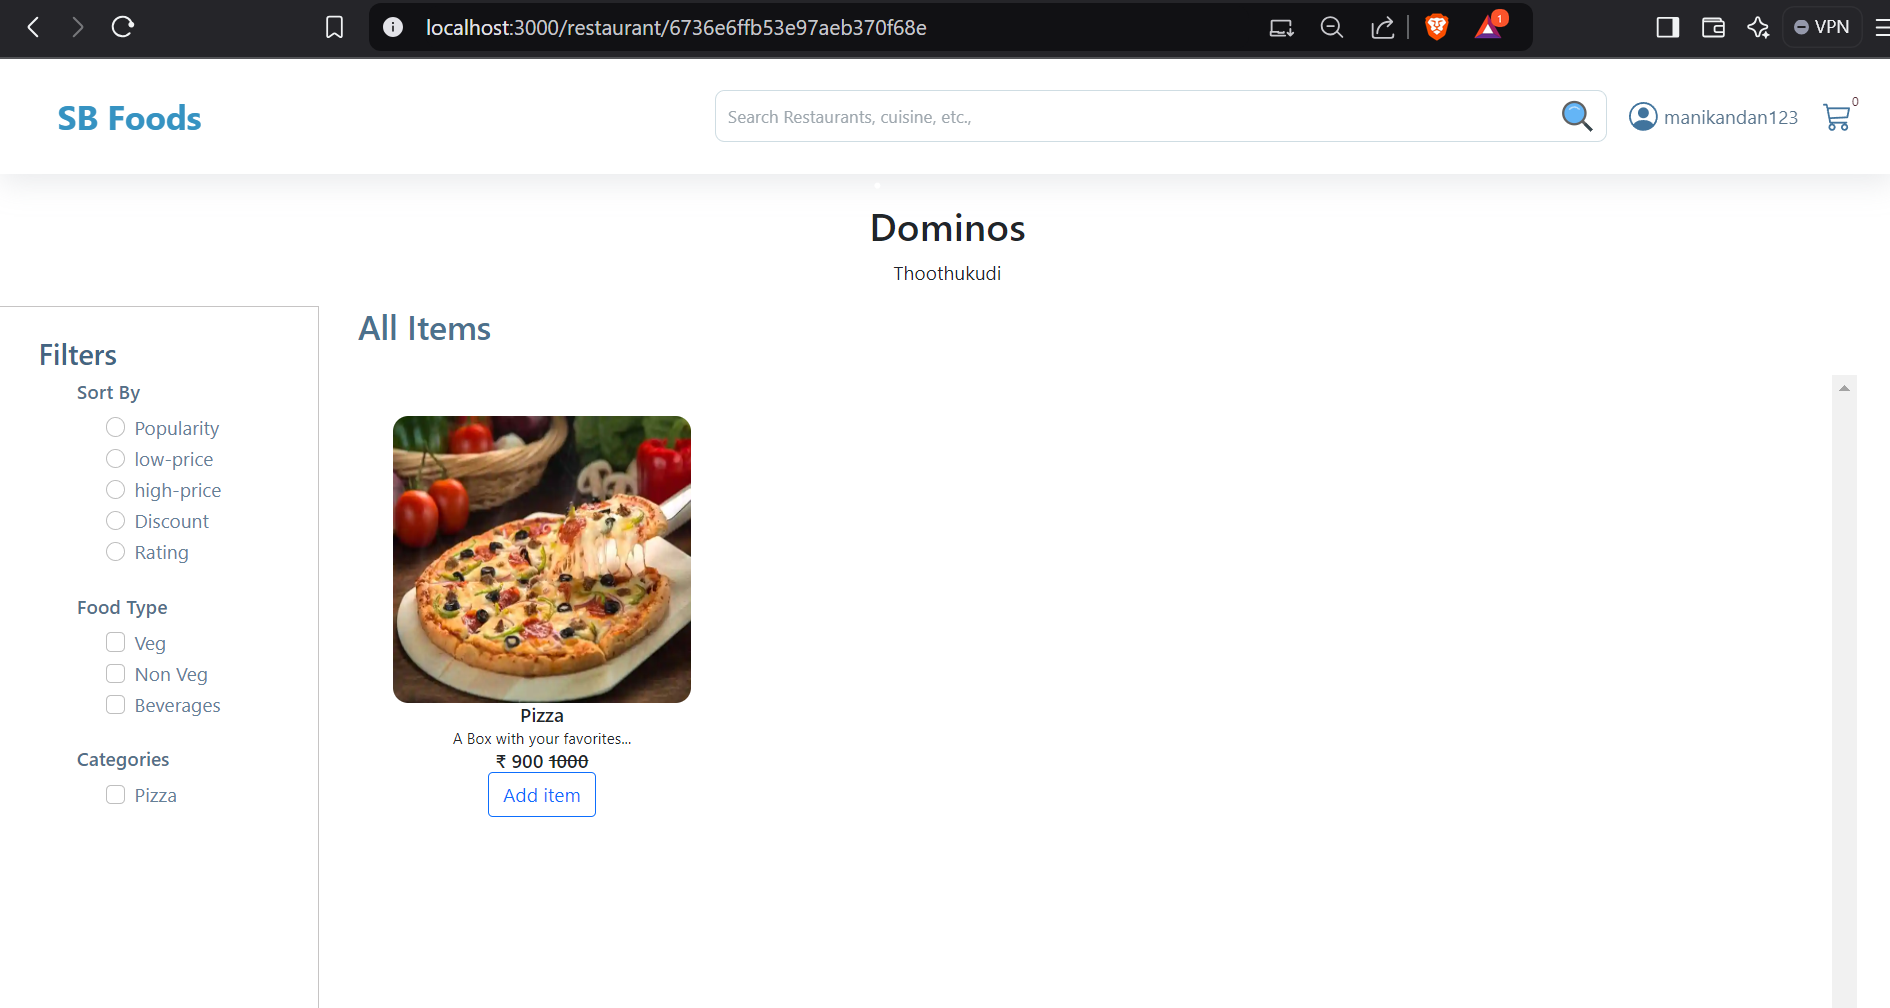 localhost:3000/restaurant/6736e6ffb53e97aeb370f68e
1
VPN
SB Foods
Search Restaurants, cuisine, etc.,
manikandan123
0
Dominos
Thoothukudi
Filters
Sort By
Popularity
low-price
high-price
Discount
Rating
Food Type
Veg
Non Veg
Beverages
Categories
Pizza
All Items
Pizza
A Box with your favorites...
₹ 900 1000
Add item